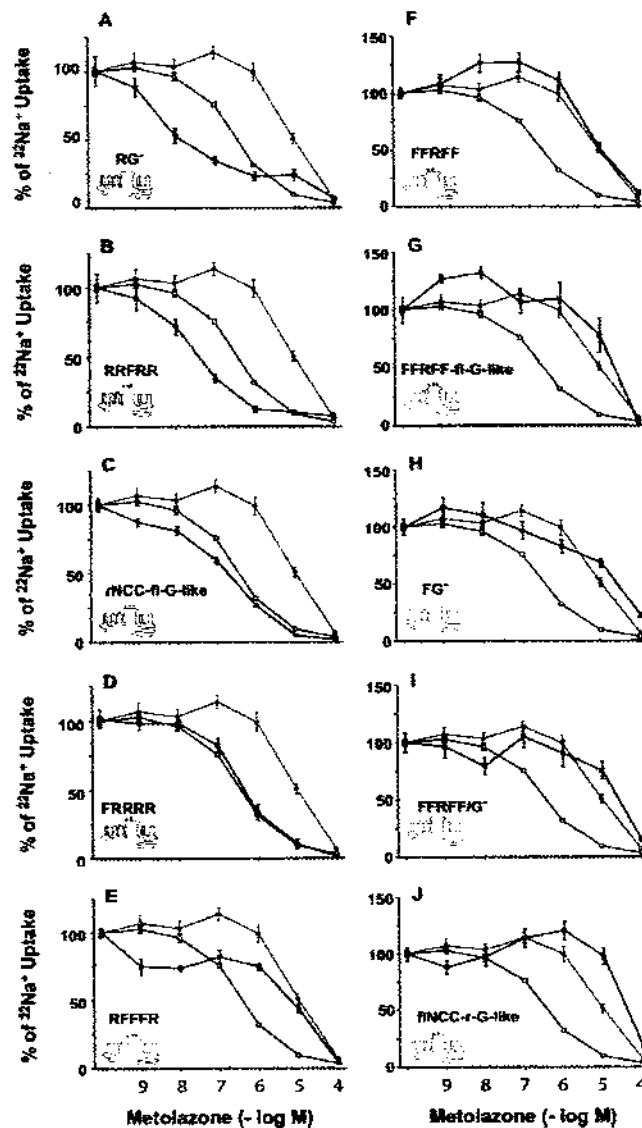 A
% of ²²Na⁺ Uptake
100
50
0
RG⁻
B
% of ²²Na⁺ Uptake
100
50
0
RRFRR
C
% of ²²Na⁺ Uptake
100
50
0
rNCC-fl-G-like
D
% of ²²Na⁺ Uptake
100
50
0
FRRRR
E
% of ²²Na⁺ Uptake
100
50
0
RFFFR
9 8 7 6 5 4
Metolazone (- log M)
F
150
100
50
0
FFRFF
G
150
100
50
0
FFRFF-fl-G-like
H
150
100
50
0
FG⁻
I
150
100
50
0
FFRFF/G⁻
J
150
100
50
0
flNCC-r-G-like
9 8 7 6 5 4
Metolazone (- log M)